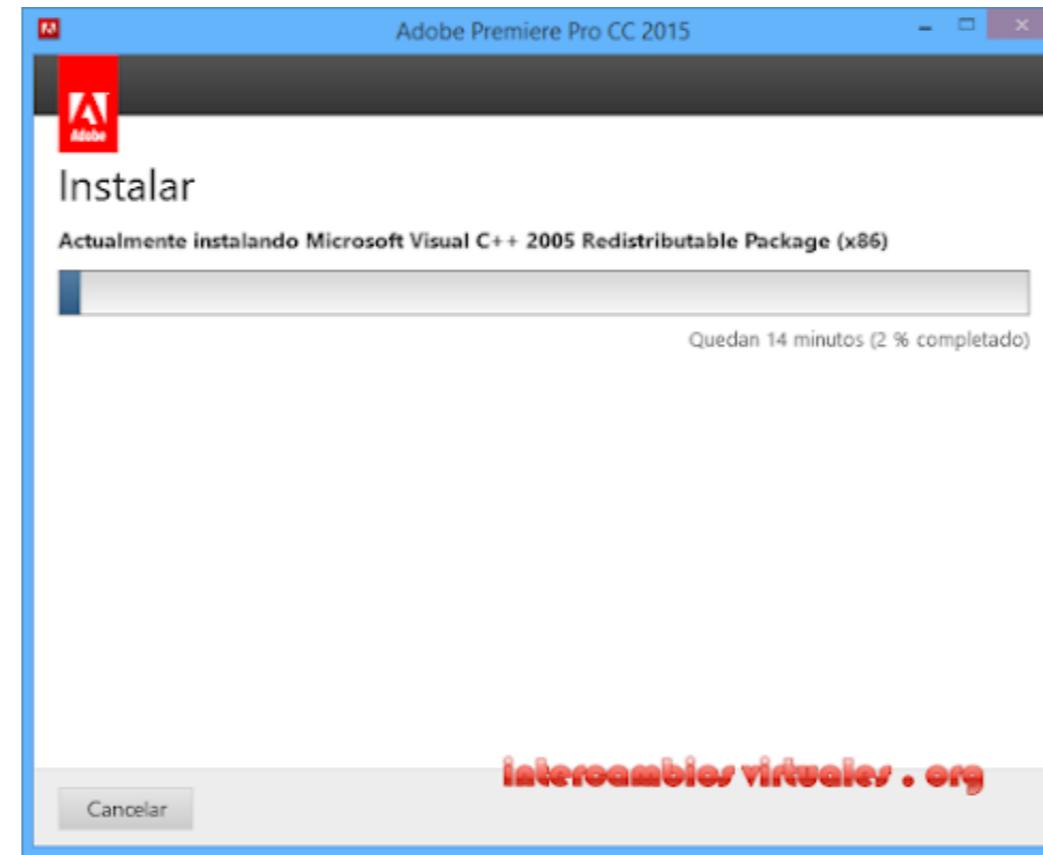 Adobe Premiere Pro CC 2015
Adobe
Instalar
Actualmente instalando Microsoft Visual C++ 2005 Redistributable Package (x86)
Quedan 14 minutos (2 % completado)
intercambios virtuales . org
Cancelar